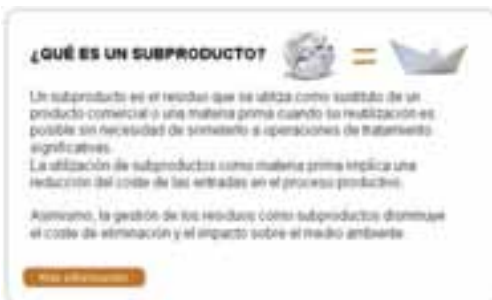 ¿QUÉ ES UN SUBPRODUCTO?
=
Un subproducto es el residuo que se utiliza como sustituto de un
producto comercial o una materia prima cuando su reutilización es
posible sin necesidad de someterlo a operaciones de tratamiento
significativas.
La utilización de subproductos como materia prima implica una
reducción del coste de las entradas en el proceso productivo.
Asimismo, la gestión de los residuos como subproductos disminuye
el coste de eliminación y el impacto sobre el medio ambiente.
Más información